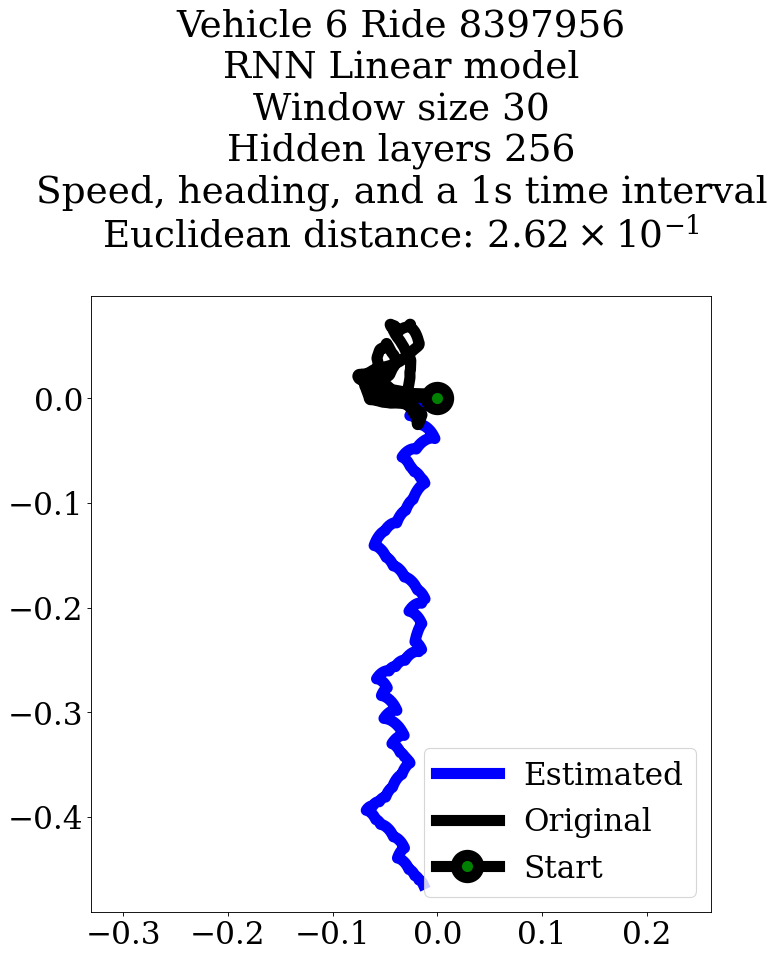 Vehicle 6 Ride 8397956
RNN Linear model
Window size 30
Hidden layers 256
Speed, heading, and a 1s time interval
Euclidean distance: 2.62 × 10⁻¹
0.0
−0.1
−0.2
−0.3
−0.4
Estimated
Original
Start
−0.3 −0.2 −0.1 0.0 0.1 0.2